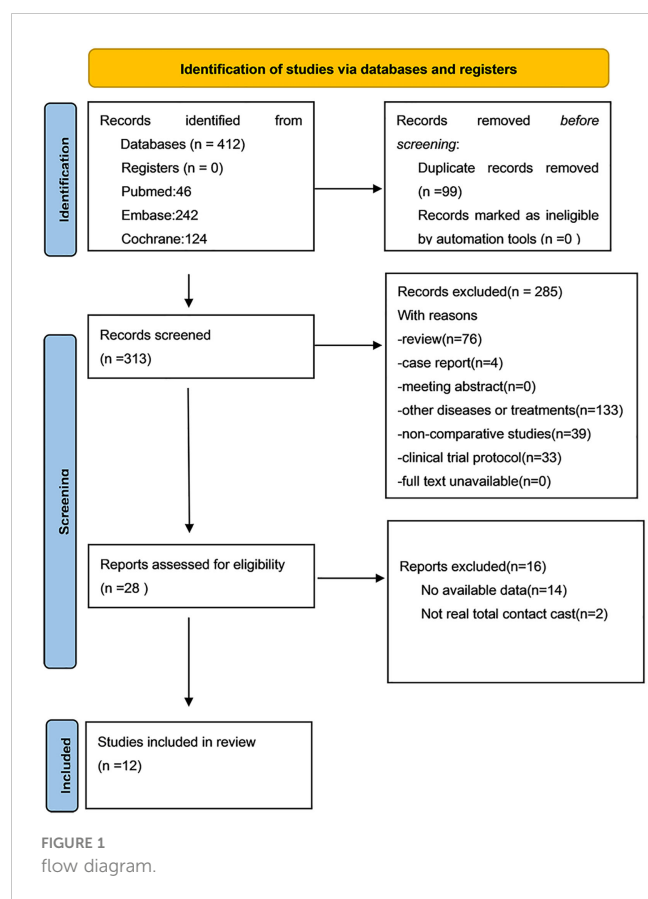 Identification of studies via databases and registers
Identification
Records identified from
Databases (n = 412)
Registers (n = 0)
Pubmed:46
Embase:242
Cochrane:124
Records removed before
screening:
Duplicate records removed
(n =99)
Records marked as ineligible
by automation tools (n =0 )
Screening
Records screened
(n =313)
Records excluded(n = 285)
With reasons
-review(n=76)
-case report(n=4)
-meeting abstract(n=0)
-other diseases or treatments(n=133)
-non-comparative studies(n=39)
-clinical trial protocol(n=33)
-full text unavailable(n=0)
Reports assessed for eligibility
(n =28 )
Reports excluded(n=16)
No available data(n=14)
Not real total contact cast(n=2)
Included
Studies included in review
(n =12)
FIGURE 1
flow diagram.